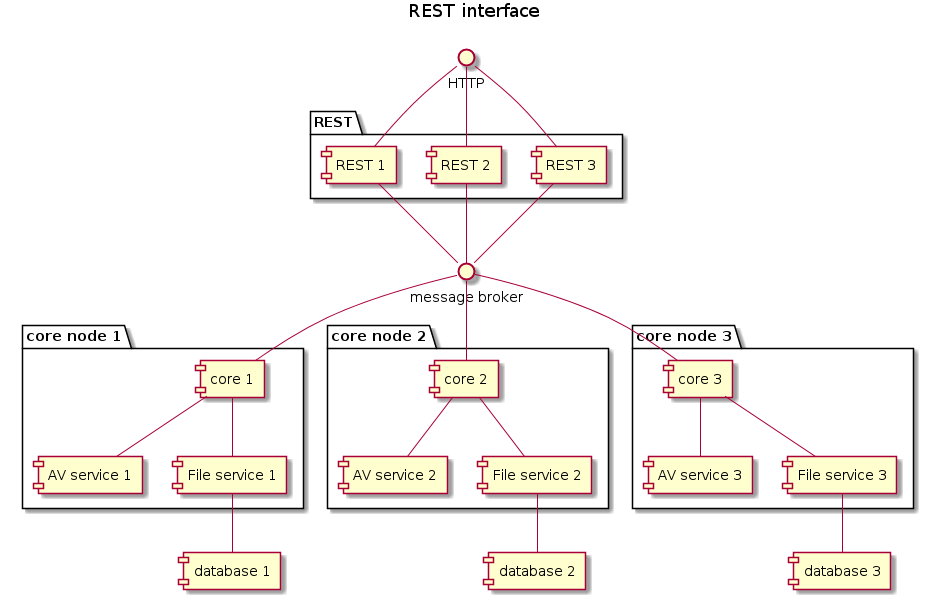 REST interface
HTTP
REST
REST 1
REST 2
REST 3
message broker
core node 1
core node 2
core node 3
core 1
core 2
core 3
AV service 1
File service 1
AV service 2
File service 2
AV service 3
File service 3
database 1
database 2
database 3